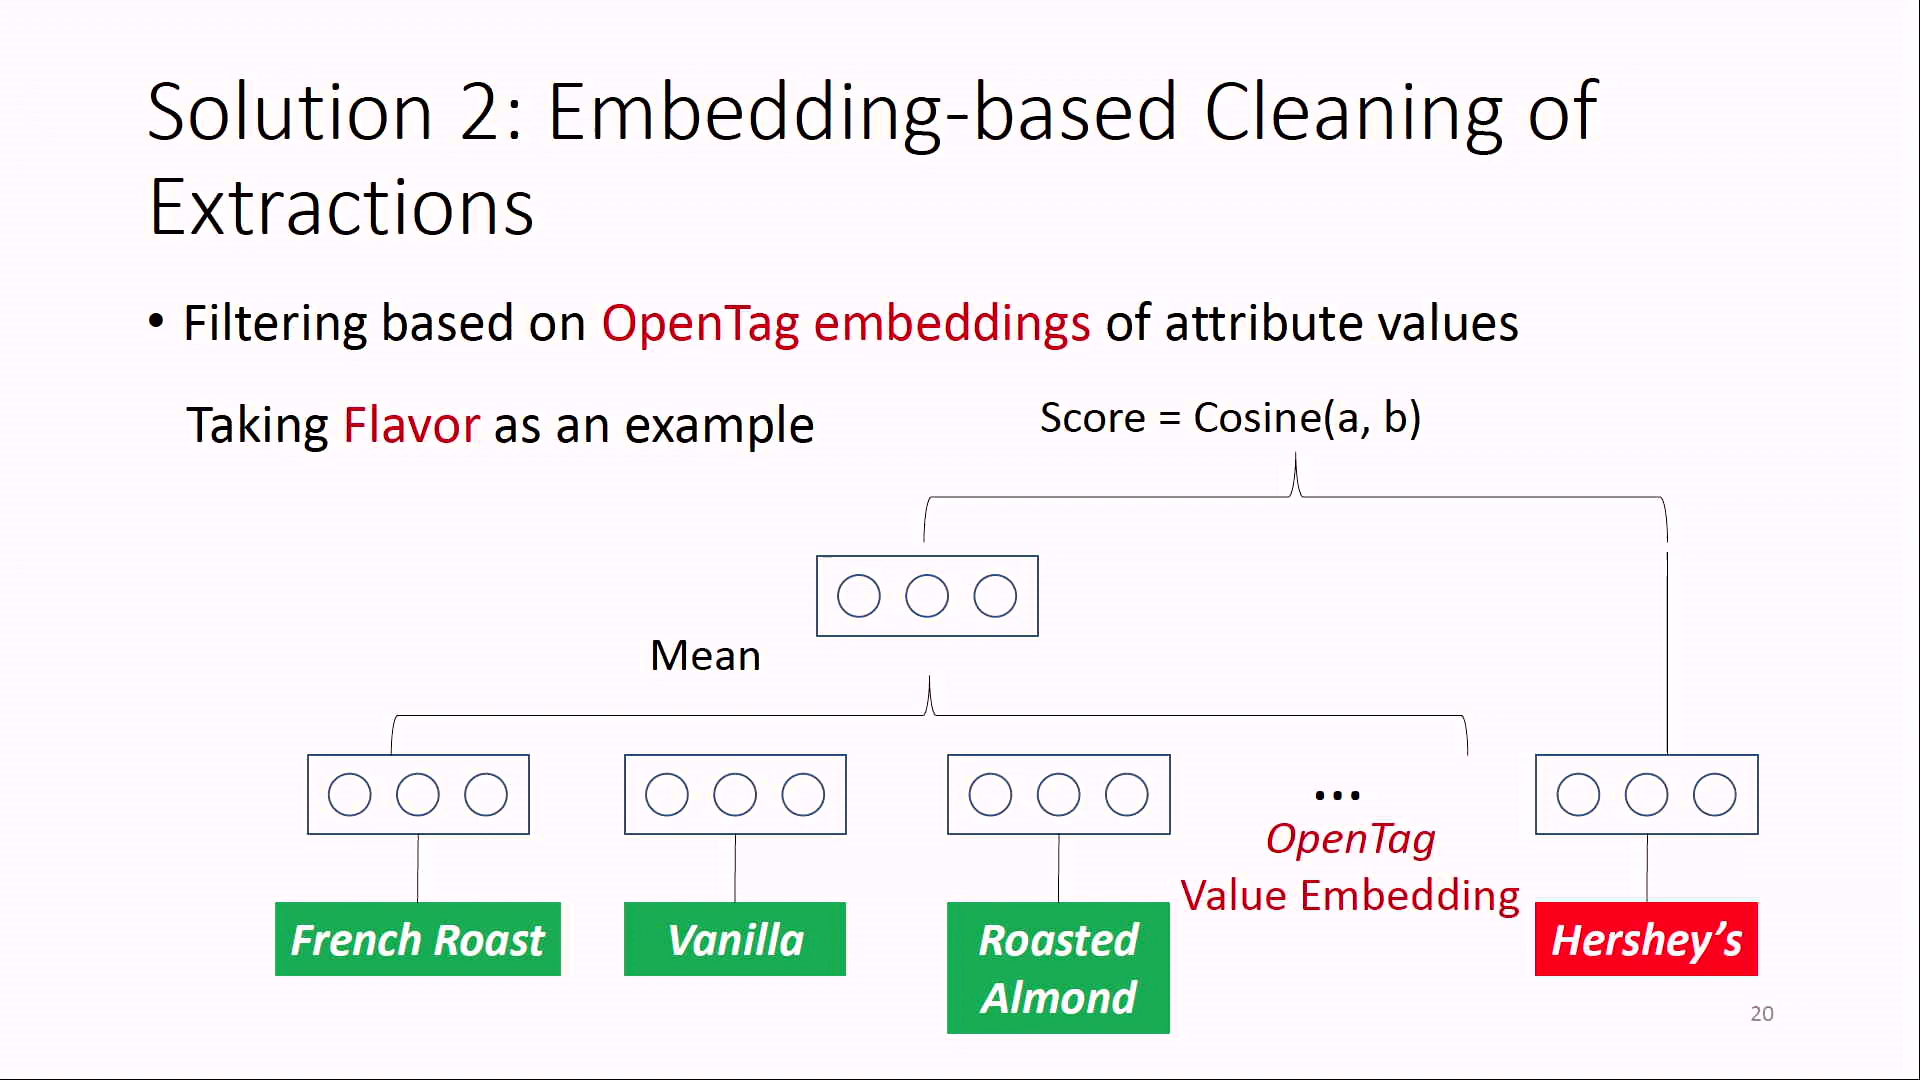 Solution 2: Embedding-based Cleaning of
Extractions
• Filtering based on OpenTag embeddings of attribute values
Taking Flavor as an example
Score = Cosine(a, b)
Mean
...
OpenTag
Value Embedding
French Roast
Vanilla
Roasted
Almond
Hershey’s
20